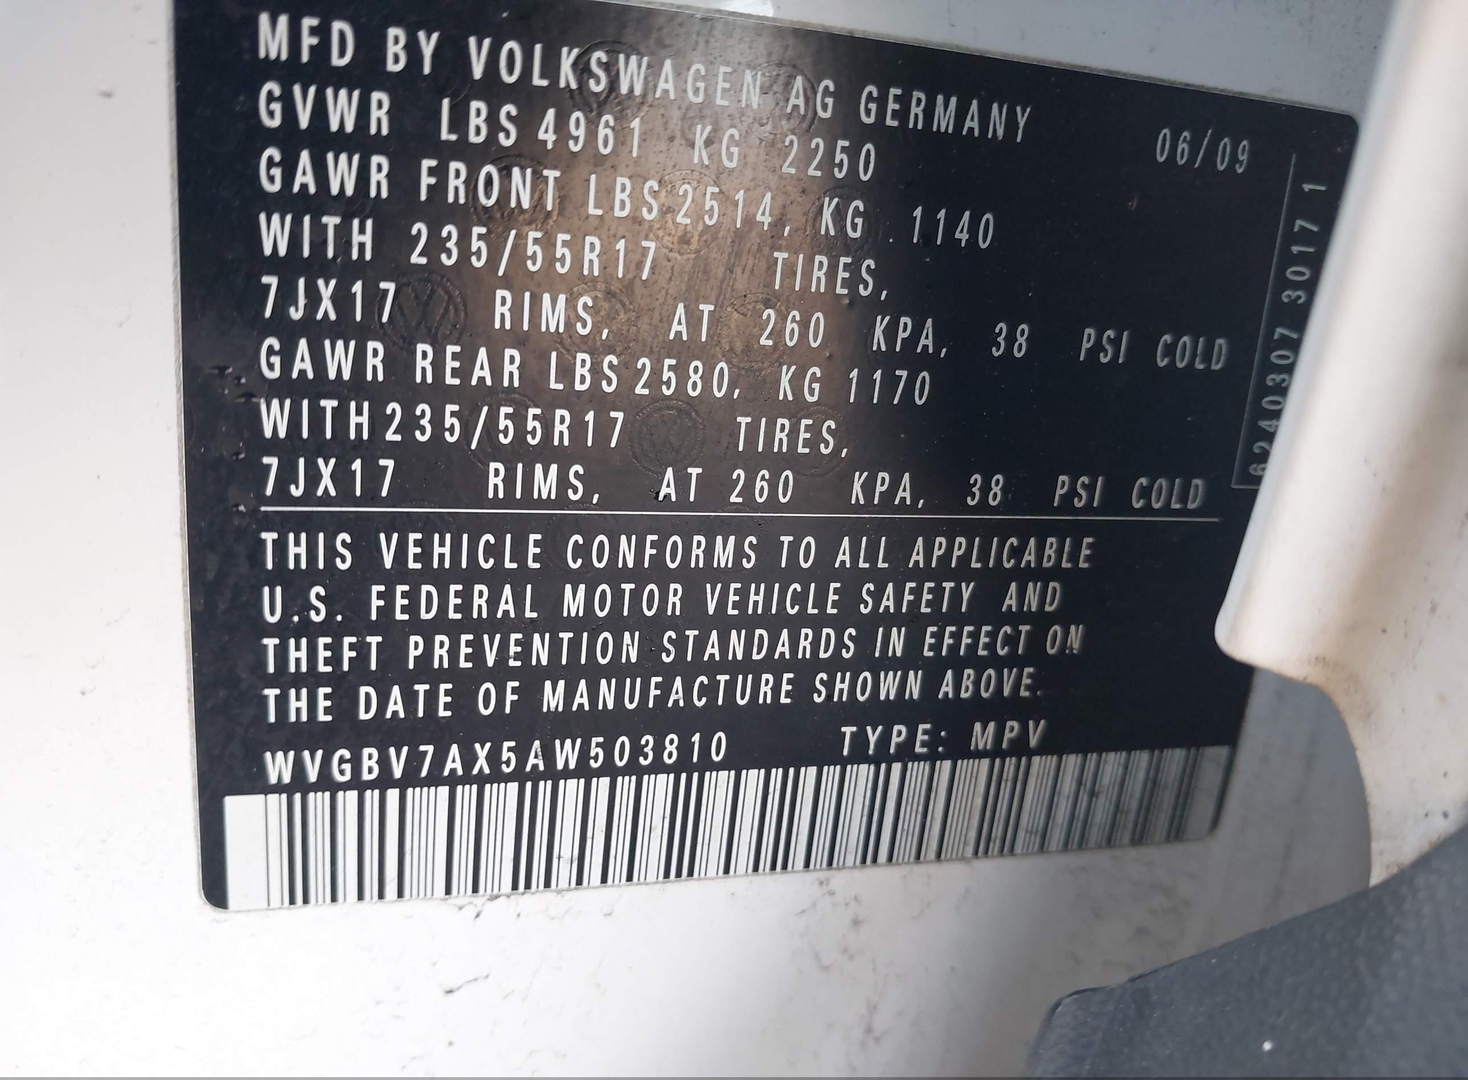 MFD BY VOLKSWAGEN AG GERMANY 06/09
GVWR LBS 4961 KG 2250
GAWR FRONT LBS 2514, KG 1140
WITH 235/55R17 TIRES,
7JX17 RIMS, AT 260 KPA, 38 PSI COLD
GAWR REAR LBS 2580, KG 1170
WITH 235/55R17 TIRES,
7JX17 RIMS, AT 260 KPA, 38 PSI COLD
THIS VEHICLE CONFORMS TO ALL APPLICABLE
U.S. FEDERAL MOTOR VEHICLE SAFETY AND
THEFT PREVENTION STANDARDS IN EFFECT ON
THE DATE OF MANUFACTURE SHOWN ABOVE.
WVGBV7AX5AW503810 TYPE: MPV
6240307 3017 1